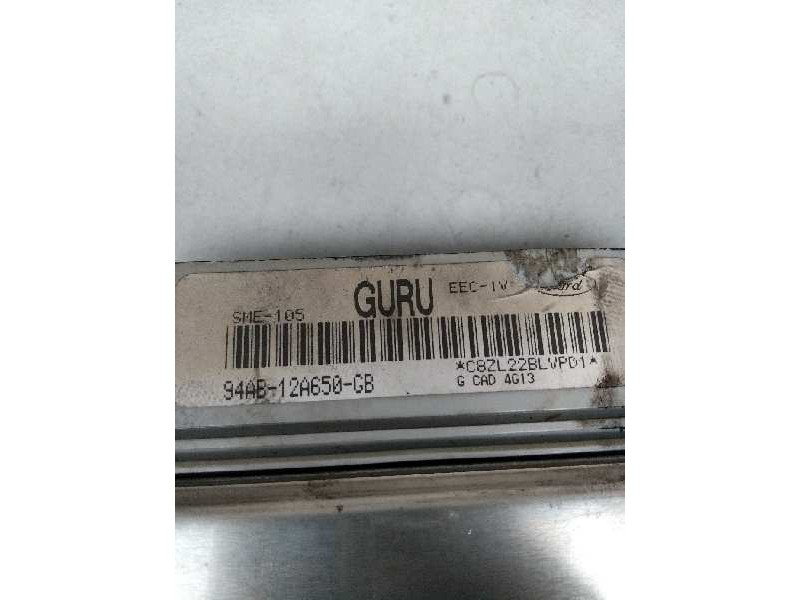 SME-105 GURU EEC-IV
94AB-12A650-GB *C8ZL22BLVPD1*
G CAD 4G13